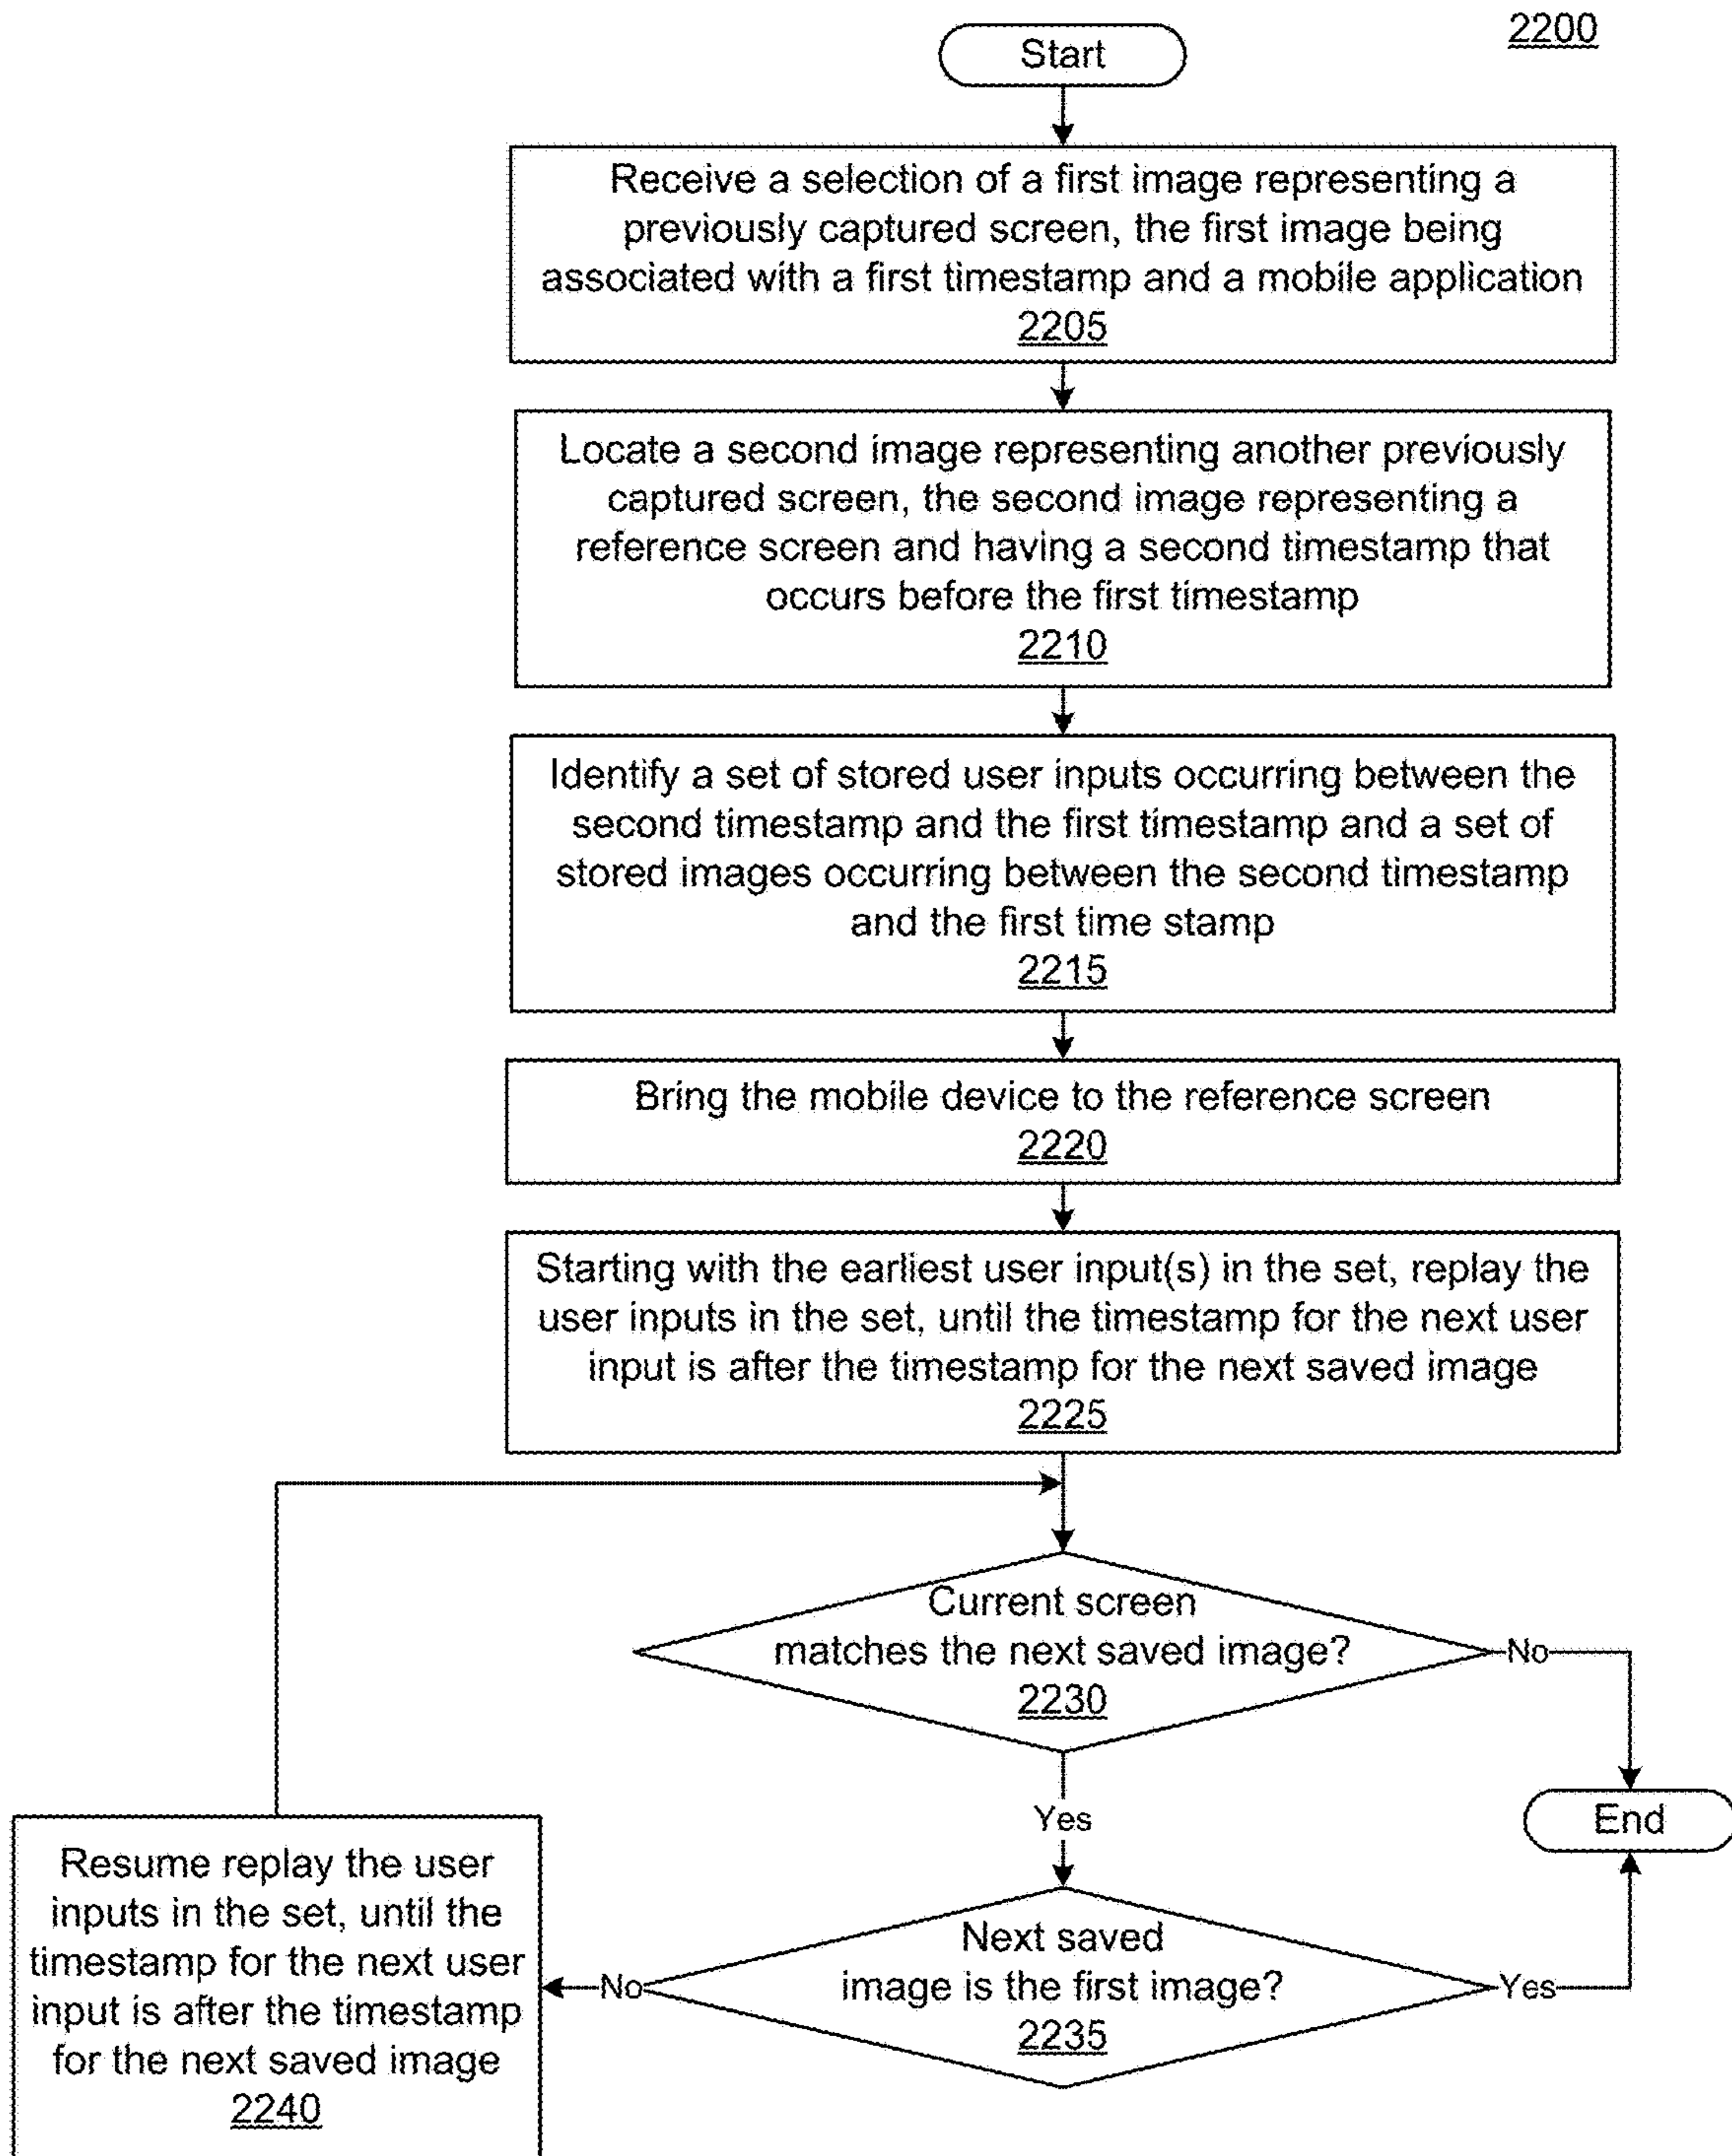 2200
Start
Receive a selection of a first image representing a
previously captured screen, the first image being
associated with a first timestamp and a mobile application
2205
Locate a second image representing another previously
captured screen, the second image representing a
reference screen and having a second timestamp that
occurs before the first timestamp
2210
Identify a set of stored user inputs occurring between the
second timestamp and the first timestamp and a set of
stored images occurring between the second timestamp
and the first time stamp
2215
Bring the mobile device to the reference screen
2220
Starting with the earliest user input(s) in the set, replay the
user inputs in the set, until the timestamp for the next user
input is after the timestamp for the next saved image
2225
Current screen
matches the next saved image?
2230
No
Yes
End
Next saved
image is the first image?
2235
Yes
No
Resume replay the user
inputs in the set, until the
timestamp for the next user
input is after the timestamp
for the next saved image
2240